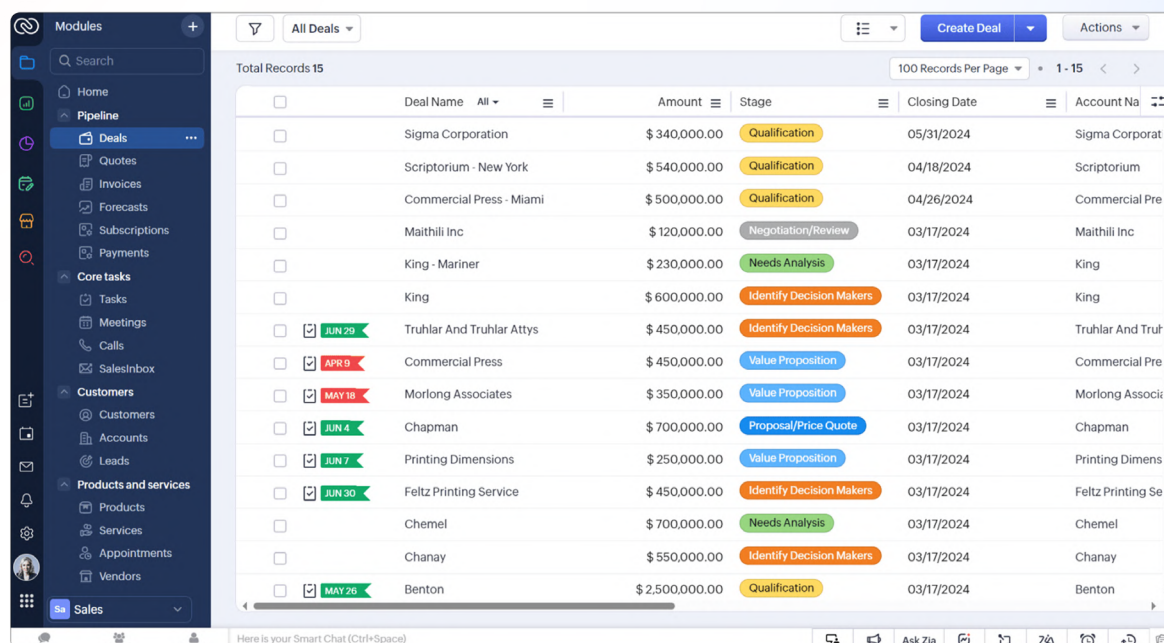 Modules
+
Search
Home
Pipeline
Deals
Quotes
Invoices
Forecasts
Subscriptions
Payments
Core tasks
Tasks
Meetings
Calls
SalesInbox
Customers
Customers
Accounts
Leads
Products and services
Products
Services
Appointments
Vendors
Sa Sales
All Deals
Create Deal
Actions
Total Records 15
100 Records Per Page • 1 - 15
Deal Name All Amount Stage Closing Date Account Na
Sigma Corporation $ 340,000.00 Qualification 05/31/2024 Sigma Corporat
Scriptorium - New York $ 540,000.00 Qualification 04/18/2024 Scriptorium
Commercial Press - Miami $ 500,000.00 Qualification 04/26/2024 Commercial Pre
Maithili Inc $ 120,000.00 Negotiation/Review 03/17/2024 Maithili Inc
King - Mariner $ 230,000.00 Needs Analysis 03/17/2024 King
King $ 600,000.00 Identify Decision Makers 03/17/2024 King
JUN 29 Truhlar And Truhlar Attys $ 450,000.00 Identify Decision Makers 03/17/2024 Truhlar And Truh
APR 9 Commercial Press $ 450,000.00 Value Proposition 03/17/2024 Commercial Pre
MAY 18 Morlong Associates $ 350,000.00 Value Proposition 03/17/2024 Morlong Associa
JUN 4 Chapman $ 700,000.00 Proposal/Price Quote 03/17/2024 Chapman
JUN 7 Printing Dimensions $ 250,000.00 Value Proposition 03/17/2024 Printing Dimens
JUN 30 Feltz Printing Service $ 450,000.00 Identify Decision Makers 03/17/2024 Feltz Printing Se
Chemel $ 700,000.00 Needs Analysis 03/17/2024 Chemel
Chanay $ 550,000.00 Identify Decision Makers 03/17/2024 Chanay
MAY 26 Benton $ 2,500,000.00 Qualification 03/17/2024 Benton
Here is your Smart Chat (Ctrl+Space)
Ask Zia